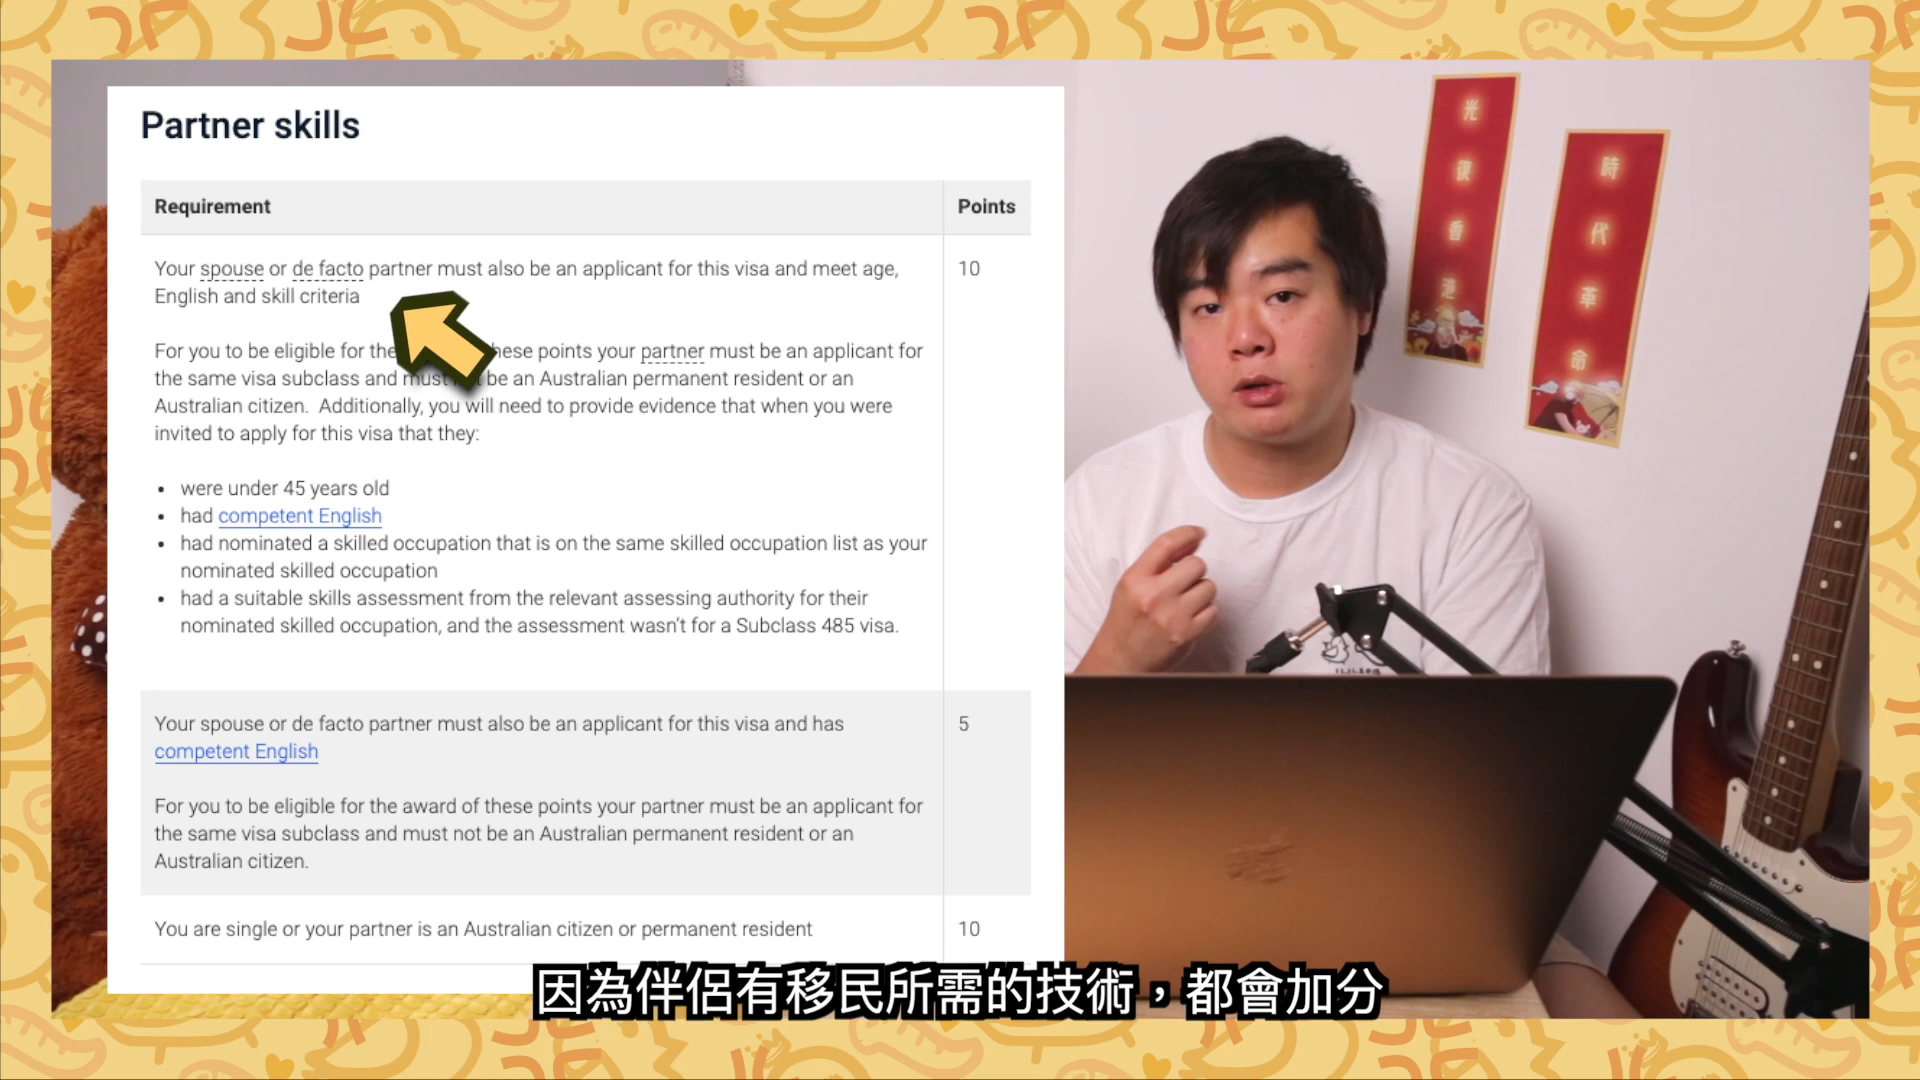 Partner skills
Requirement
Points
Your spouse or de facto partner must also be an applicant for this visa and meet age,
English and skill criteria
10
For you to be eligible for the
these points your partner must be an applicant for
the same visa subclass and must
be an Australian permanent resident or an
Australian citizen. Additionally, you will need to provide evidence that when you were
invited to apply for this visa that they:
• were under 45 years old
• had competent English
• had nominated a skilled occupation that is on the same skilled occupation list as your
nominated skilled occupation
• had a suitable skills assessment from the relevant assessing authority for their
nominated skilled occupation, and the assessment wasn't for a Subclass 485 visa.
Your spouse or de facto partner must also be an applicant for this visa and has
competent English
5
For you to be eligible for the award of these points your partner must be an applicant for
the same visa subclass and must not be an Australian permanent resident or an
Australian citizen.
You are single or your partner is an Australian citizen or permanent resident
10
光復香港
時代革命
因為伴侶有移民所需的技術，都會加分